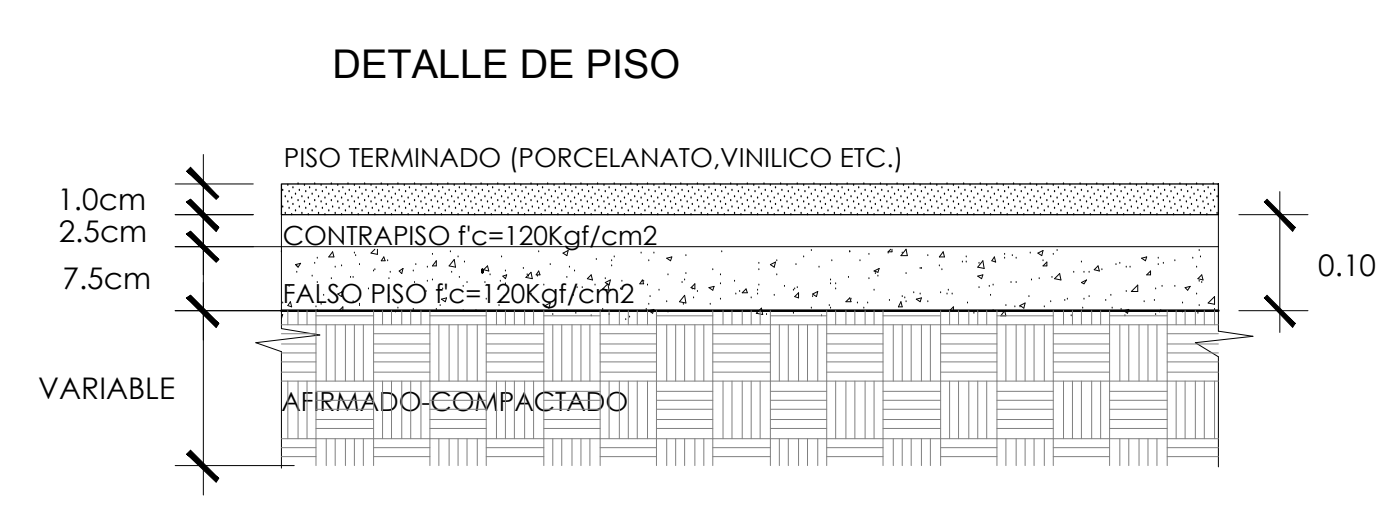 DETALLE DE PISO
PISO TERMINADO (PORCELANATO,VINILICO ETC.)
1.0cm
2.5cm
CONTRAPISO f'c=120Kgf/cm2
7.5cm
0.10
FALSO PISO f'c=120Kgf/cm2
VARIABLE
AFIRMADO-COMPACTADO